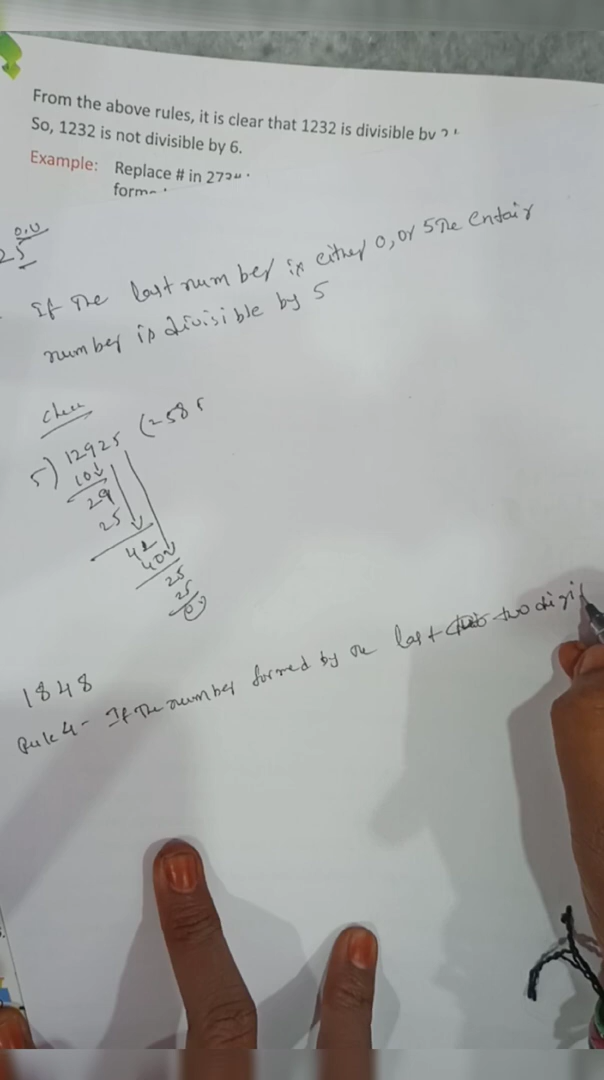 From the above rules, it is clear that 1232 is divisible by
So, 1232 is not divisible by 6.
Example: Replace # in
25
If the last number is either 0, or 5 the entair
number is divisible by 5
5) 12925 (258
10
29
25
42
40
25
25
0
1848
Rule 4 - If the number formed by the last two digi